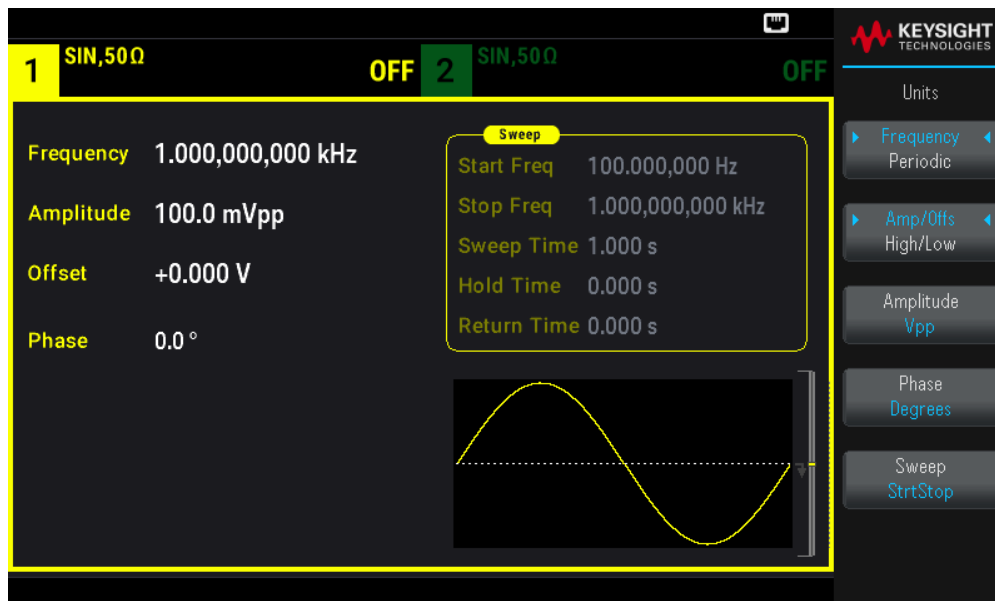 KEYSIGHT
TECHNOLOGIES
1 SIN,50Ω OFF 2 SIN,50Ω OFF
Units
Frequency 1.000,000,000 kHz
Amplitude 100.0 mVpp
Offset +0.000 V
Phase 0.0 °
Sweep
Start Freq 100.000,000 Hz
Stop Freq 1.000,000,000 kHz
Sweep Time 1.000 s
Hold Time 0.000 s
Return Time 0.000 s
Frequency
Periodic
Amp/Offs
High/Low
Amplitude
Vpp
Phase
Degrees
Sweep
StrtStop